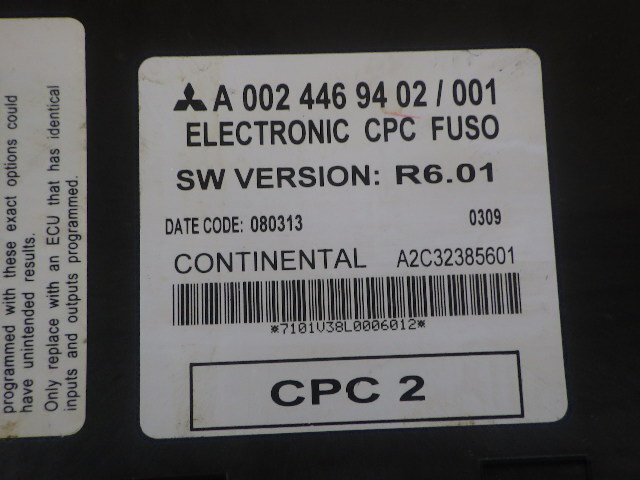 A 002 446 94 02 / 001
ELECTRONIC CPC FUSO
SW VERSION: R6.01
DATE CODE: 080313 0309
CONTINENTAL A2C32385601
*7101V38L0006012*
CPC 2
programmed with these exact options could
have unintended results.
Only replace with an ECU that has identical
inputs and outputs programmed.